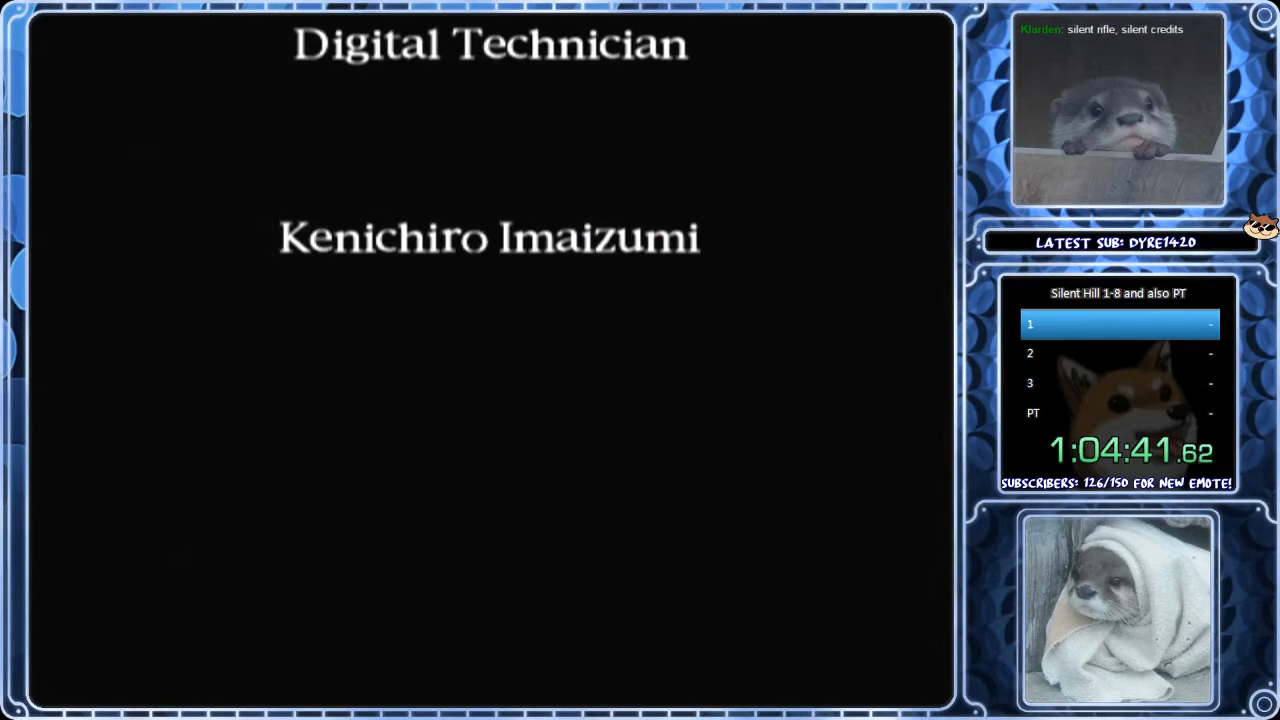 Digital Technician
Kenichiro Imaizumi
Klarden: silent rifle, silent credits
LATEST SUB: DYRE1420
Silent Hill 1-8 and also PT
1 -
2 -
3 -
PT -
1:04:41.62
SUBSCRIBERS: 126/150 FOR NEW EMOTE!